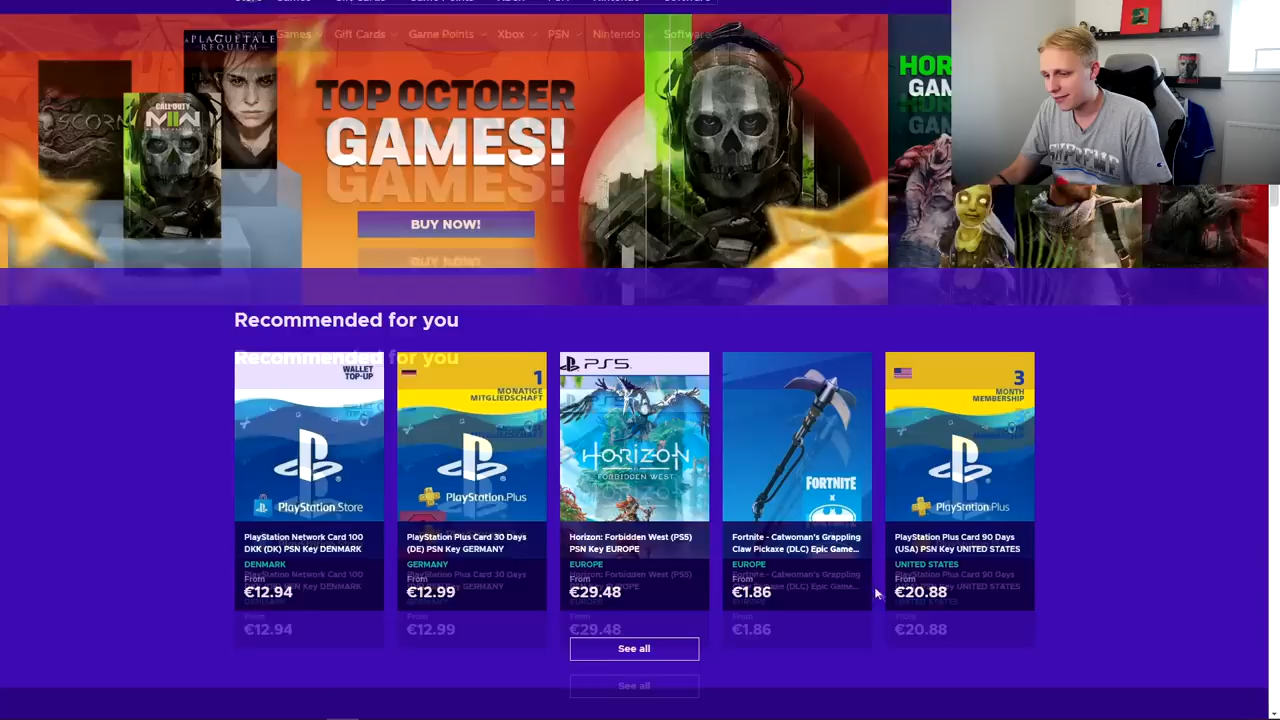 Games
Gift Cards
Game Points
Xbox
PSN
Nintendo
Software
A PLAGUE TALE
REQUIEM
SCORN
CALL OF DUTY
MWII
TOP OCTOBER
GAMES!
BUY NOW!
HOR
GAM
Recommended for you
WALLET
TOP-UP
PlayStation Store
PlayStation Network Card 100
DKK (DK) PSN Key DENMARK
DENMARK
From
€12.94
1
MONATIGE
MITGLIEDSCHAFT
PlayStation Plus
PlayStation Plus Card 30 Days
(DE) PSN Key GERMANY
GERMANY
From
€12.99
PS5
HORIZON
FORBIDDEN WEST
Horizon: Forbidden West (PS5)
PSN Key EUROPE
EUROPE
From
€29.48
FORTNITE
X
Fortnite - Catwoman's Grappling
Claw Pickaxe (DLC) Epic Game...
EUROPE
From
€1.86
3
MONTH
MEMBERSHIP
PlayStation Plus
PlayStation Plus Card 90 Days
(USA) PSN Key UNITED STATES
UNITED STATES
From
€20.88
See all